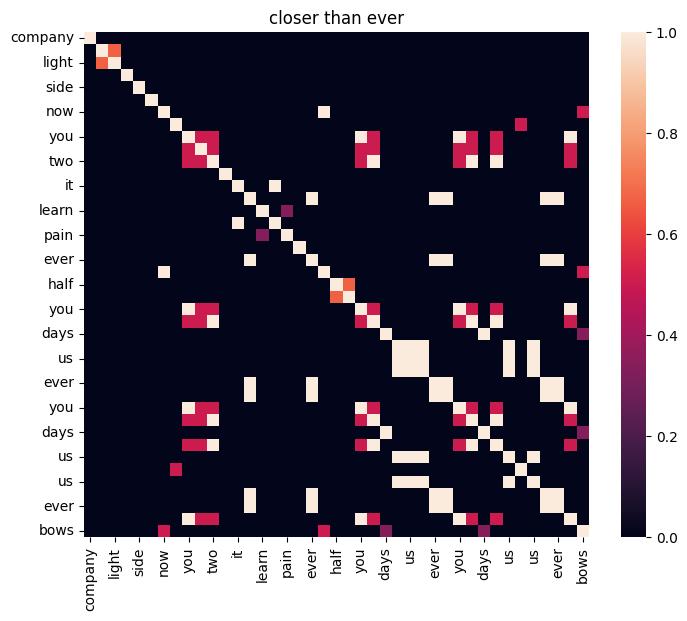 closer than ever
company
light
side
now
you
two
it
learn
pain
ever
half
you
days
us
ever
you
days
us
us
ever
bows
1.0
0.8
0.6
0.4
0.2
0.0
company
light
side
now
you
two
it
learn
pain
ever
half
you
days
us
ever
you
days
us
us
ever
bows